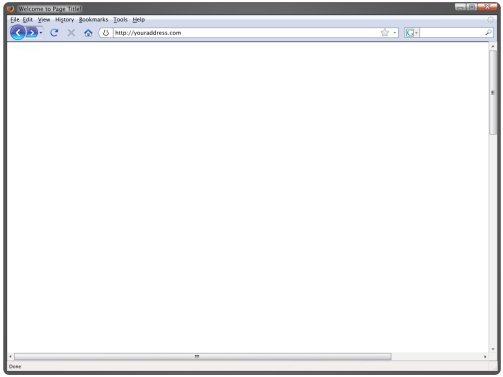 Welcome to Page Title!
File Edit View History Bookmarks Tools Help
http://youraddress.com
G
Done